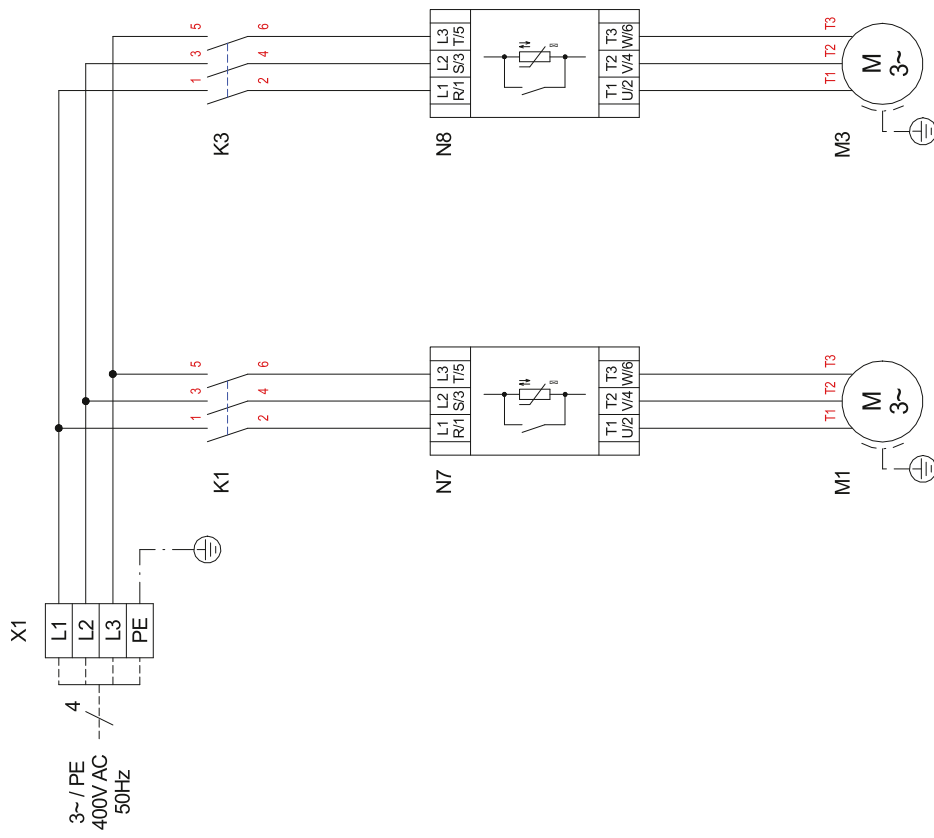 5
3
1
6
4
2
K3
L3
T/5
L2
S/3
L1
R/1
N8
T3
W/6
T2
V/4
T1
U/2
T3
T2
T1
M
3~
M3
5
3
1
6
4
2
K1
L3
T/5
L2
S/3
L1
R/1
N7
T3
W/6
T2
V/4
T1
U/2
T3
T2
T1
M
3~
M1
X1
L1
L2
L3
PE
4
3~ / PE
400V AC
50Hz